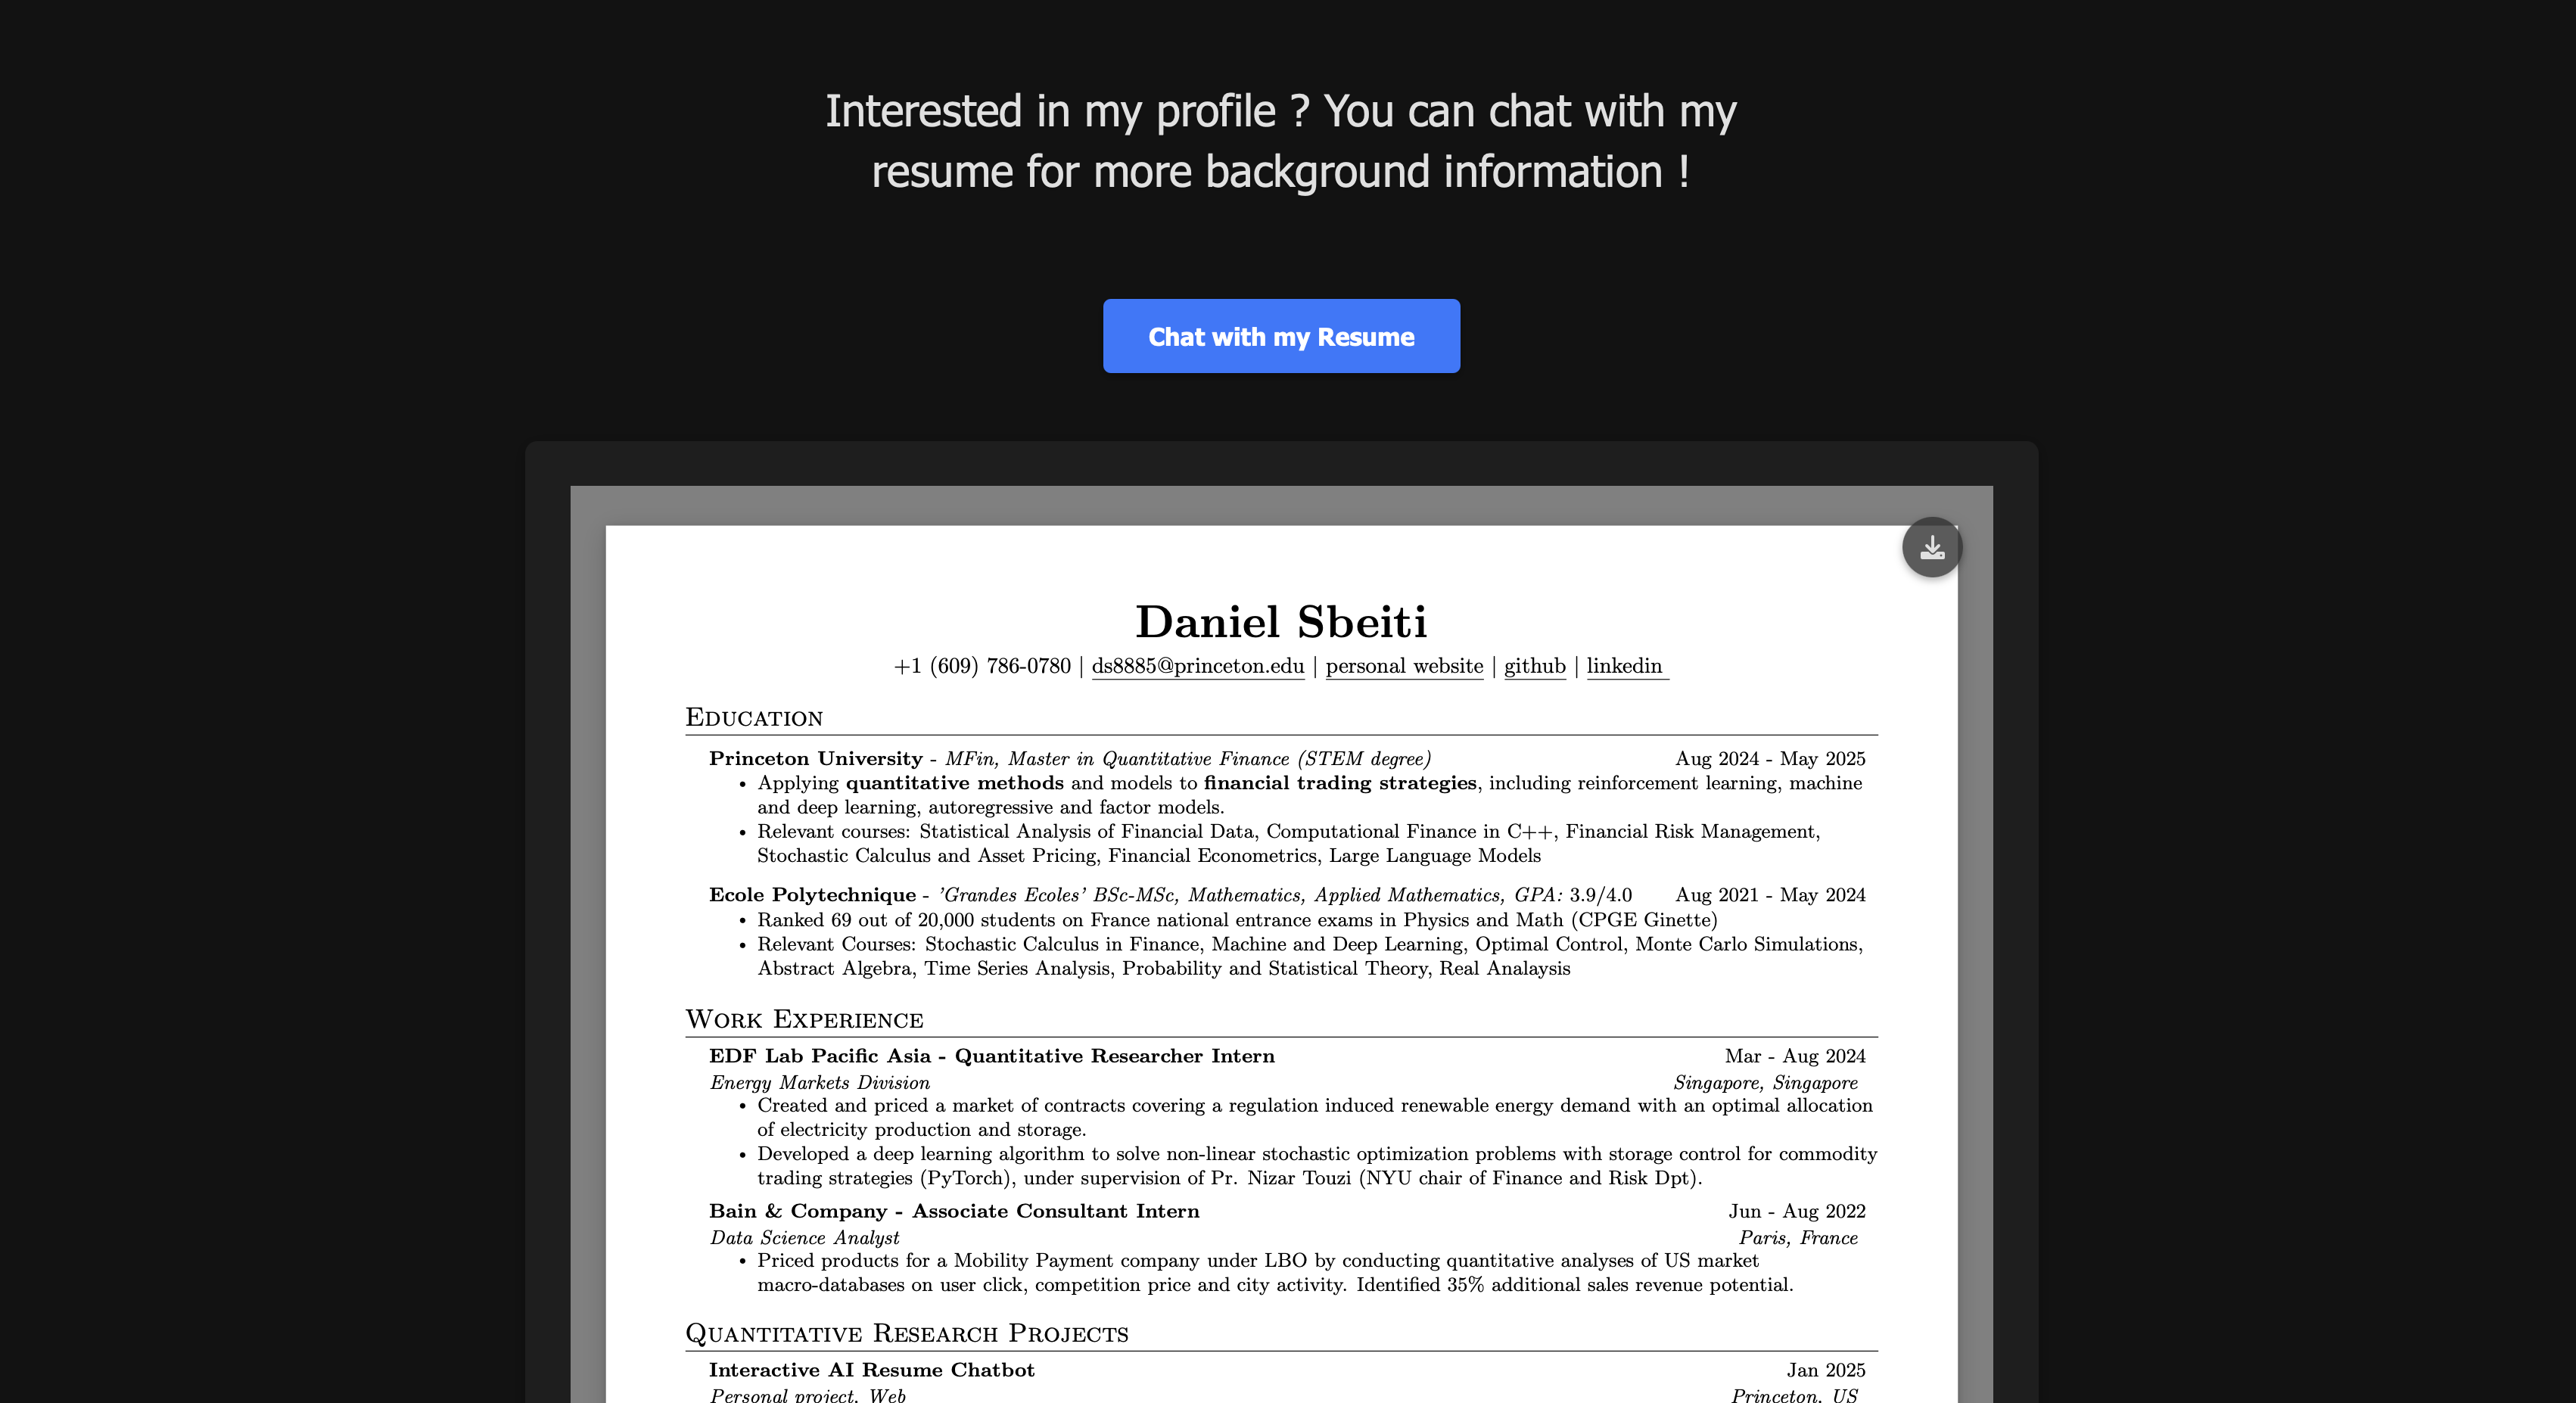 Interested in my profile ? You can chat with my
resume for more background information !
Chat with my Resume
Daniel Sbeiti
+1 (609) 786-0780 | ds8885@princeton.edu | personal website | github | linkedin
Education
Princeton University - MFin, Master in Quantitative Finance (STEM degree) Aug 2024 - May 2025
• Applying quantitative methods and models to financial trading strategies, including reinforcement learning, machine
and deep learning, autoregressive and factor models.
• Relevant courses: Statistical Analysis of Financial Data, Computational Finance in C++, Financial Risk Management,
Stochastic Calculus and Asset Pricing, Financial Econometrics, Large Language Models
Ecole Polytechnique - 'Grandes Ecoles' BSc-MSc, Mathematics, Applied Mathematics, GPA: 3.9/4.0 Aug 2021 - May 2024
• Ranked 69 out of 20,000 students on France national entrance exams in Physics and Math (CPGE Ginette)
• Relevant Courses: Stochastic Calculus in Finance, Machine and Deep Learning, Optimal Control, Monte Carlo Simulations,
Abstract Algebra, Time Series Analysis, Probability and Statistical Theory, Real Analaysis
Work Experience
EDF Lab Pacific Asia - Quantitative Researcher Intern Mar - Aug 2024
Energy Markets Division Singapore, Singapore
• Created and priced a market of contracts covering a regulation induced renewable energy demand with an optimal allocation
of electricity production and storage.
• Developed a deep learning algorithm to solve non-linear stochastic optimization problems with storage control for commodity
trading strategies (PyTorch), under supervision of Pr. Nizar Touzi (NYU chair of Finance and Risk Dpt).
Bain & Company - Associate Consultant Intern Jun - Aug 2022
Data Science Analyst Paris, France
• Priced products for a Mobility Payment company under LBO by conducting quantitative analyses of US market
macro-databases on user click, competition price and city activity. Identified 35% additional sales revenue potential.
Quantitative Research Projects
Interactive AI Resume Chatbot Jan 2025
Personal project, Web Princeton, US